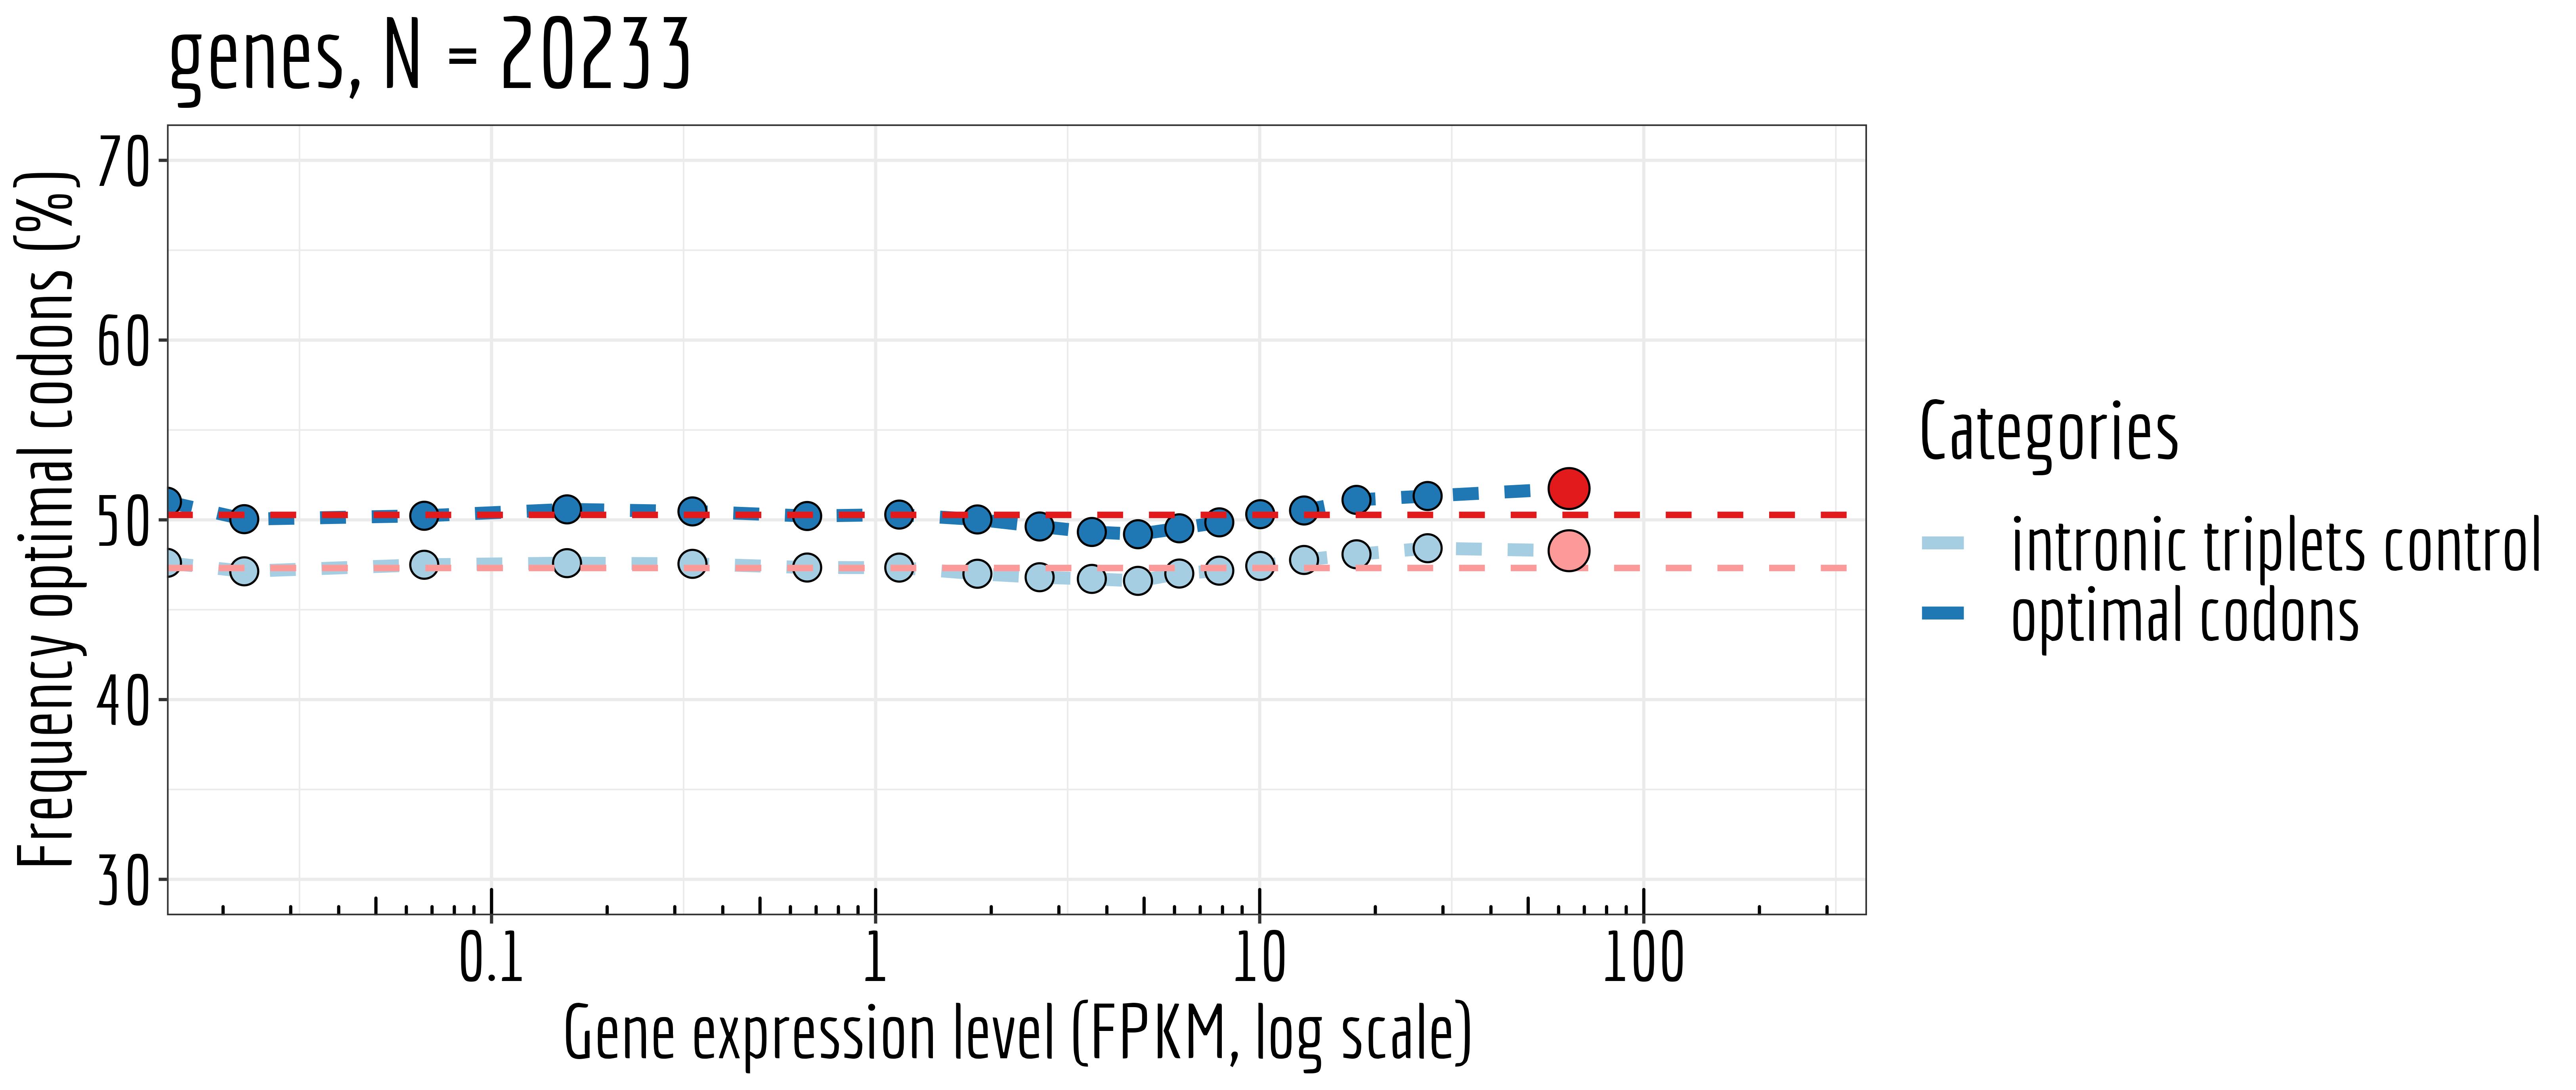 genes, N = 20233
Frequency optimal codons (%)
70
60
50
40
30
0.1 1 10 100
Gene expression level (FPKM, log scale)
Categories
intronic triplets control
optimal codons